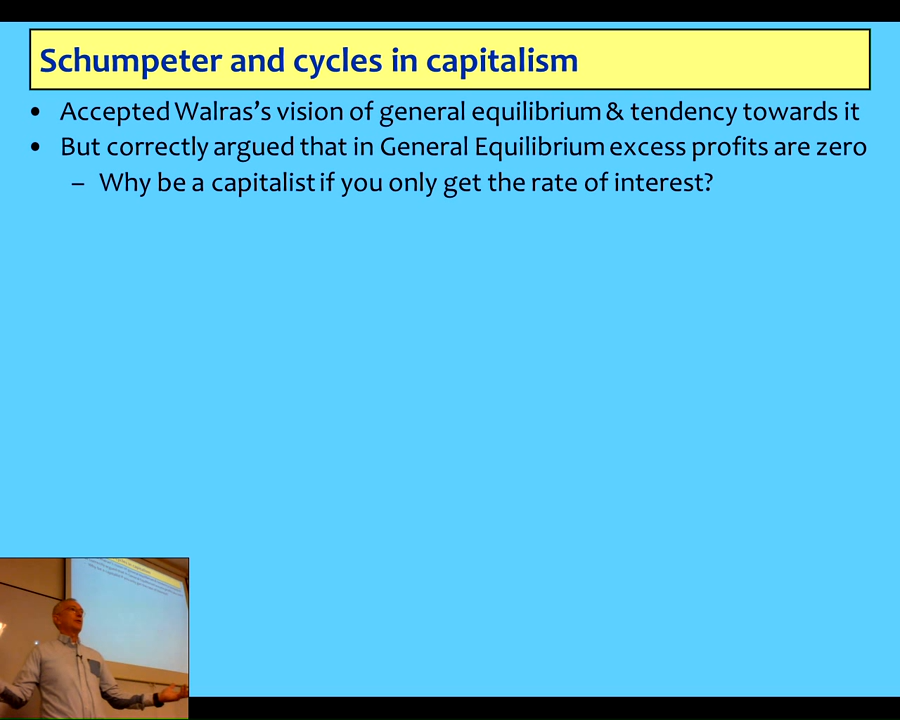 Schumpeter and cycles in capitalism
• Accepted Walras’s vision of general equilibrium & tendency towards it
• But correctly argued that in General Equilibrium excess profits are zero
– Why be a capitalist if you only get the rate of interest?